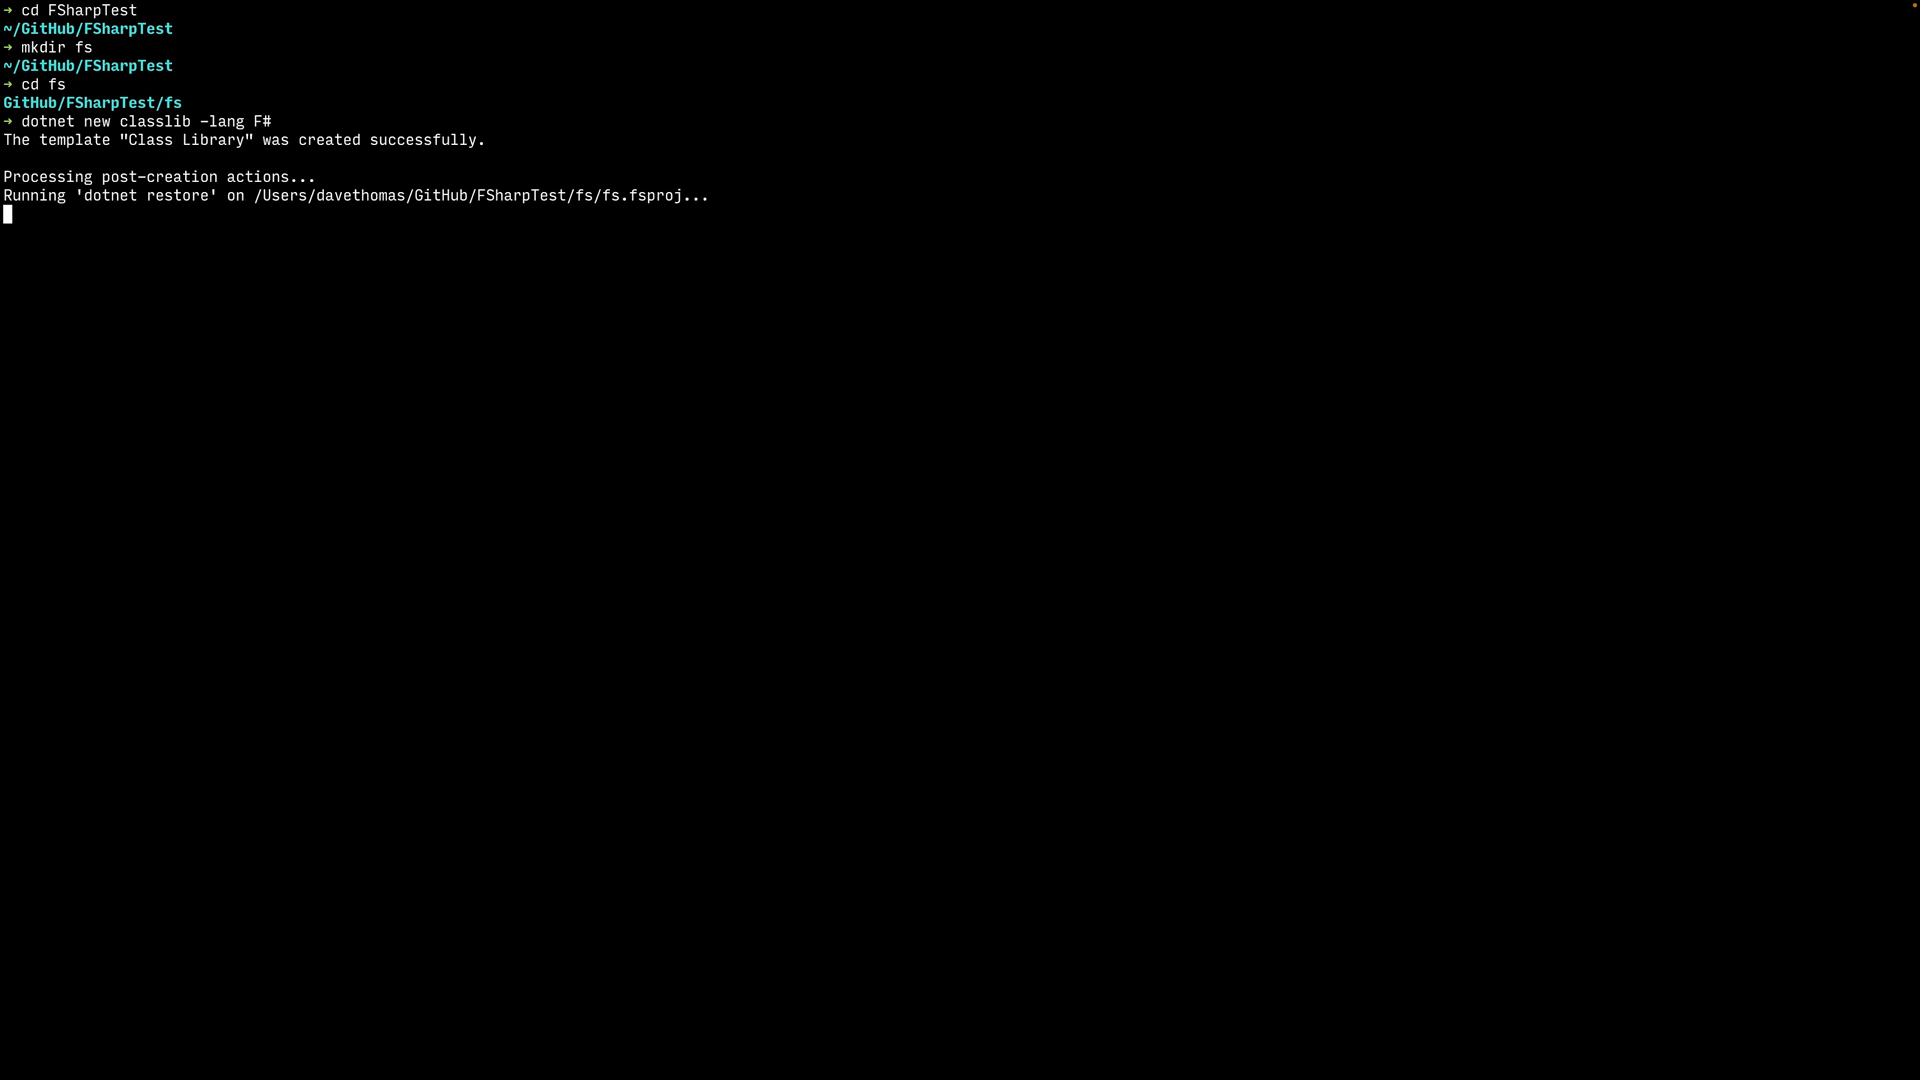 ➜ cd FSharpTest
~/GitHub/FSharpTest
➜ mkdir fs
~/GitHub/FSharpTest
➜ cd fs
GitHub/FSharpTest/fs
➜ dotnet new classlib -lang F#
The template "Class Library" was created successfully.
Processing post-creation actions...
Running 'dotnet restore' on /Users/davethomas/GitHub/FSharpTest/fs/fs.fsproj...